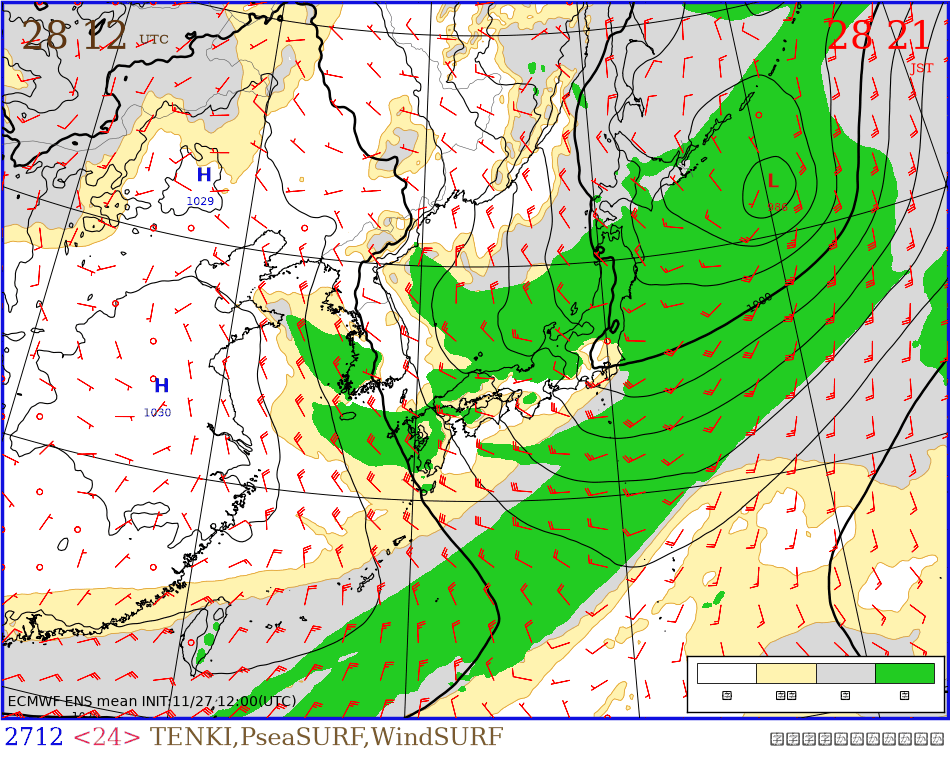 28 12 UTC
28 21 JST
H
1029
L
986
1000
H
1030
ECMWF ENS mean INIT:11/27 12:00(UTC)
2712 <24> TENKI,PseaSURF,WindSURF